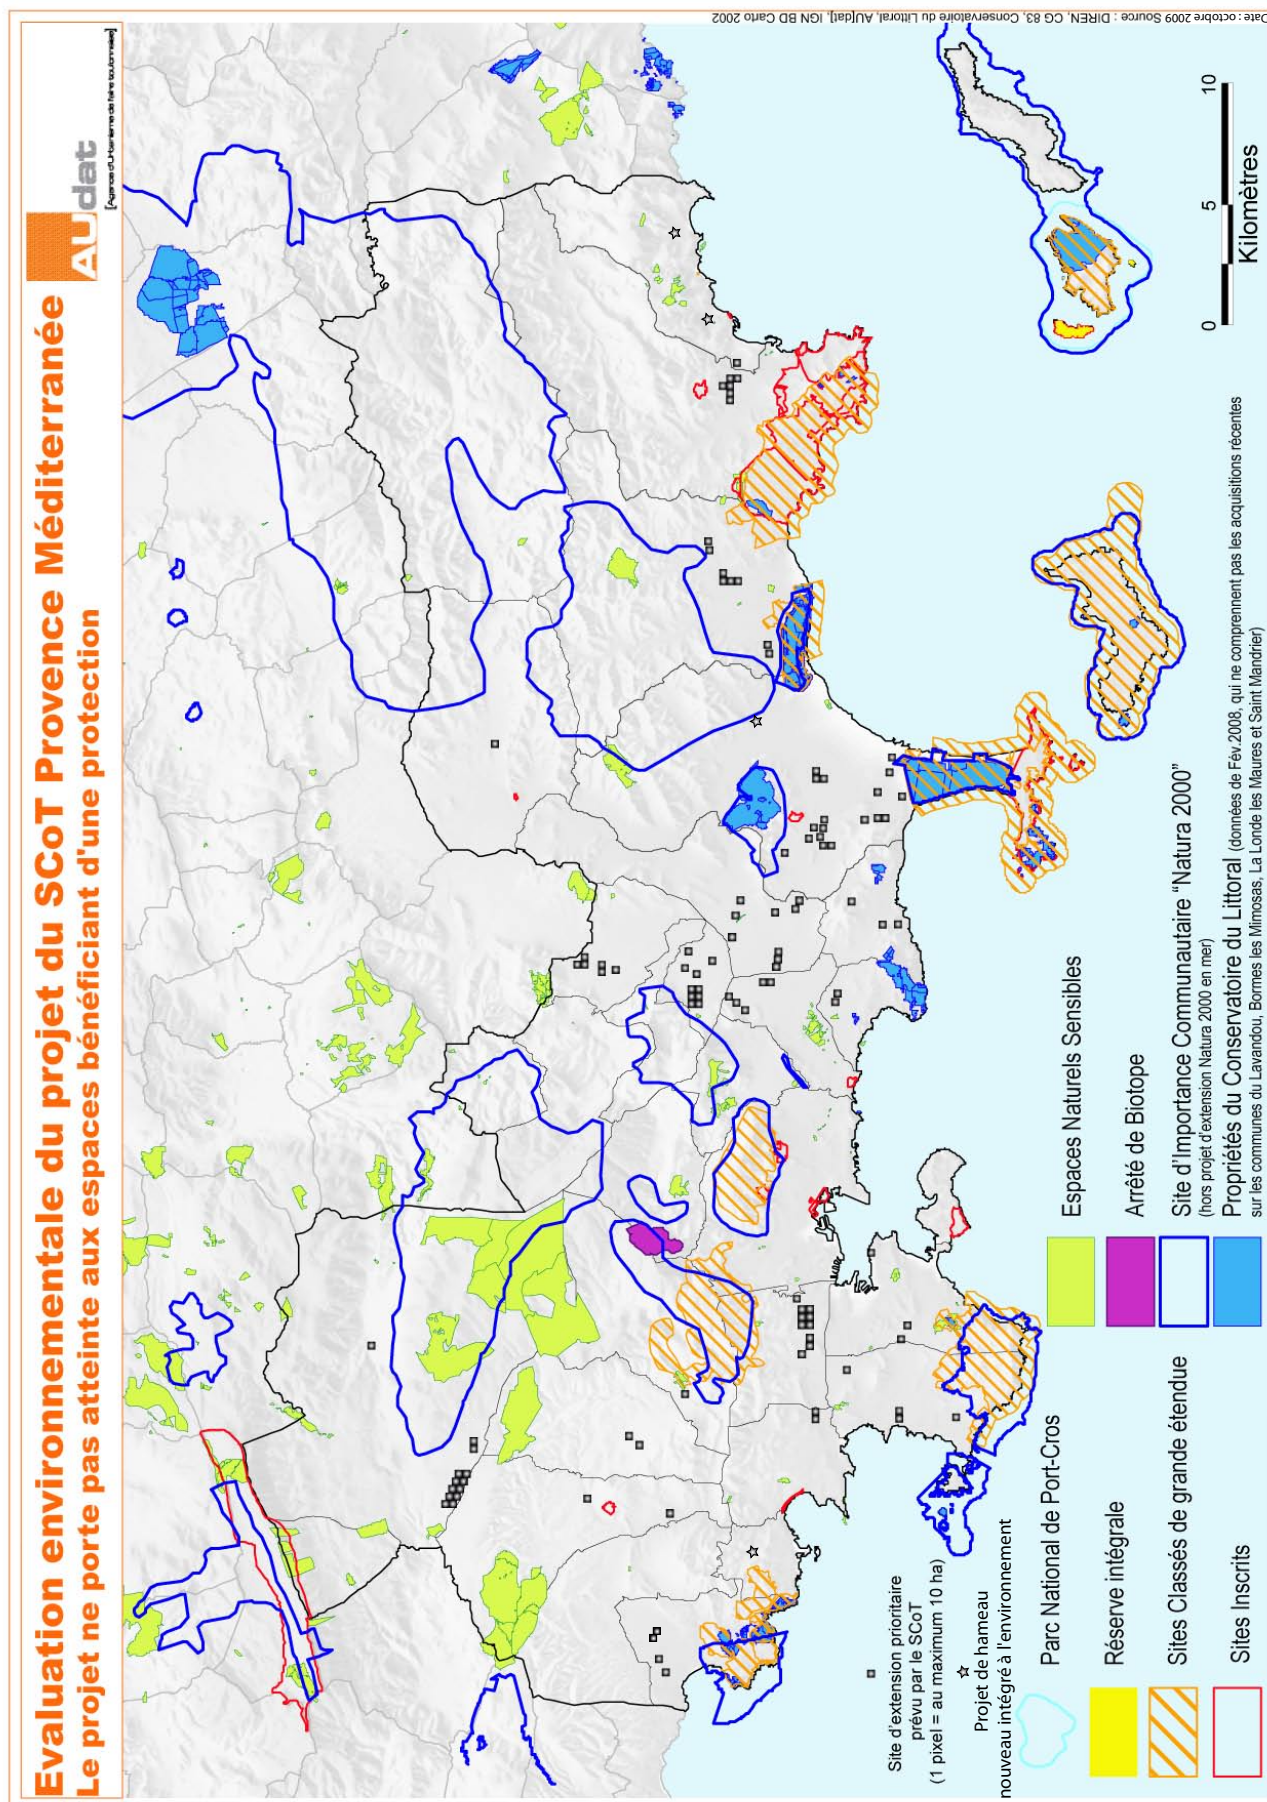 Evaluation environnementale du projet du SCoT Provence Méditerranée
Le projet ne porte pas atteinte aux espaces bénéficiant d'une protection
AUdat
[Agence d'Urbanisme de l'aire toulonnaise]
Site d'extension prioritaire
prévu par le SCoT
(1 pixel = au maximum 10 ha)
Projet de hameau
nouveau intégré à l'environnement
Parc National de Port-Cros
Réserve intégrale
Sites Classés de grande étendue
Sites Inscrits
Espaces Naturels Sensibles
Arrêté de Biotope
Site d'Importance Communautaire "Natura 2000"
(hors projet d'extension Natura 2000 en mer)
Propriétés du Conservatoire du Littoral (données de Fév.2008, qui ne comprennent pas les acquisitions récentes
sur les communes du Lavandou, Bormes les Mimosas, La Londe les Maures et Saint Mandrier)
0 5 10
Kilomètres
Date : octobre 2009 Source : DIREN, CG 83, Conservatoire du Littoral, AU[dat], IGN BD Carto 2002